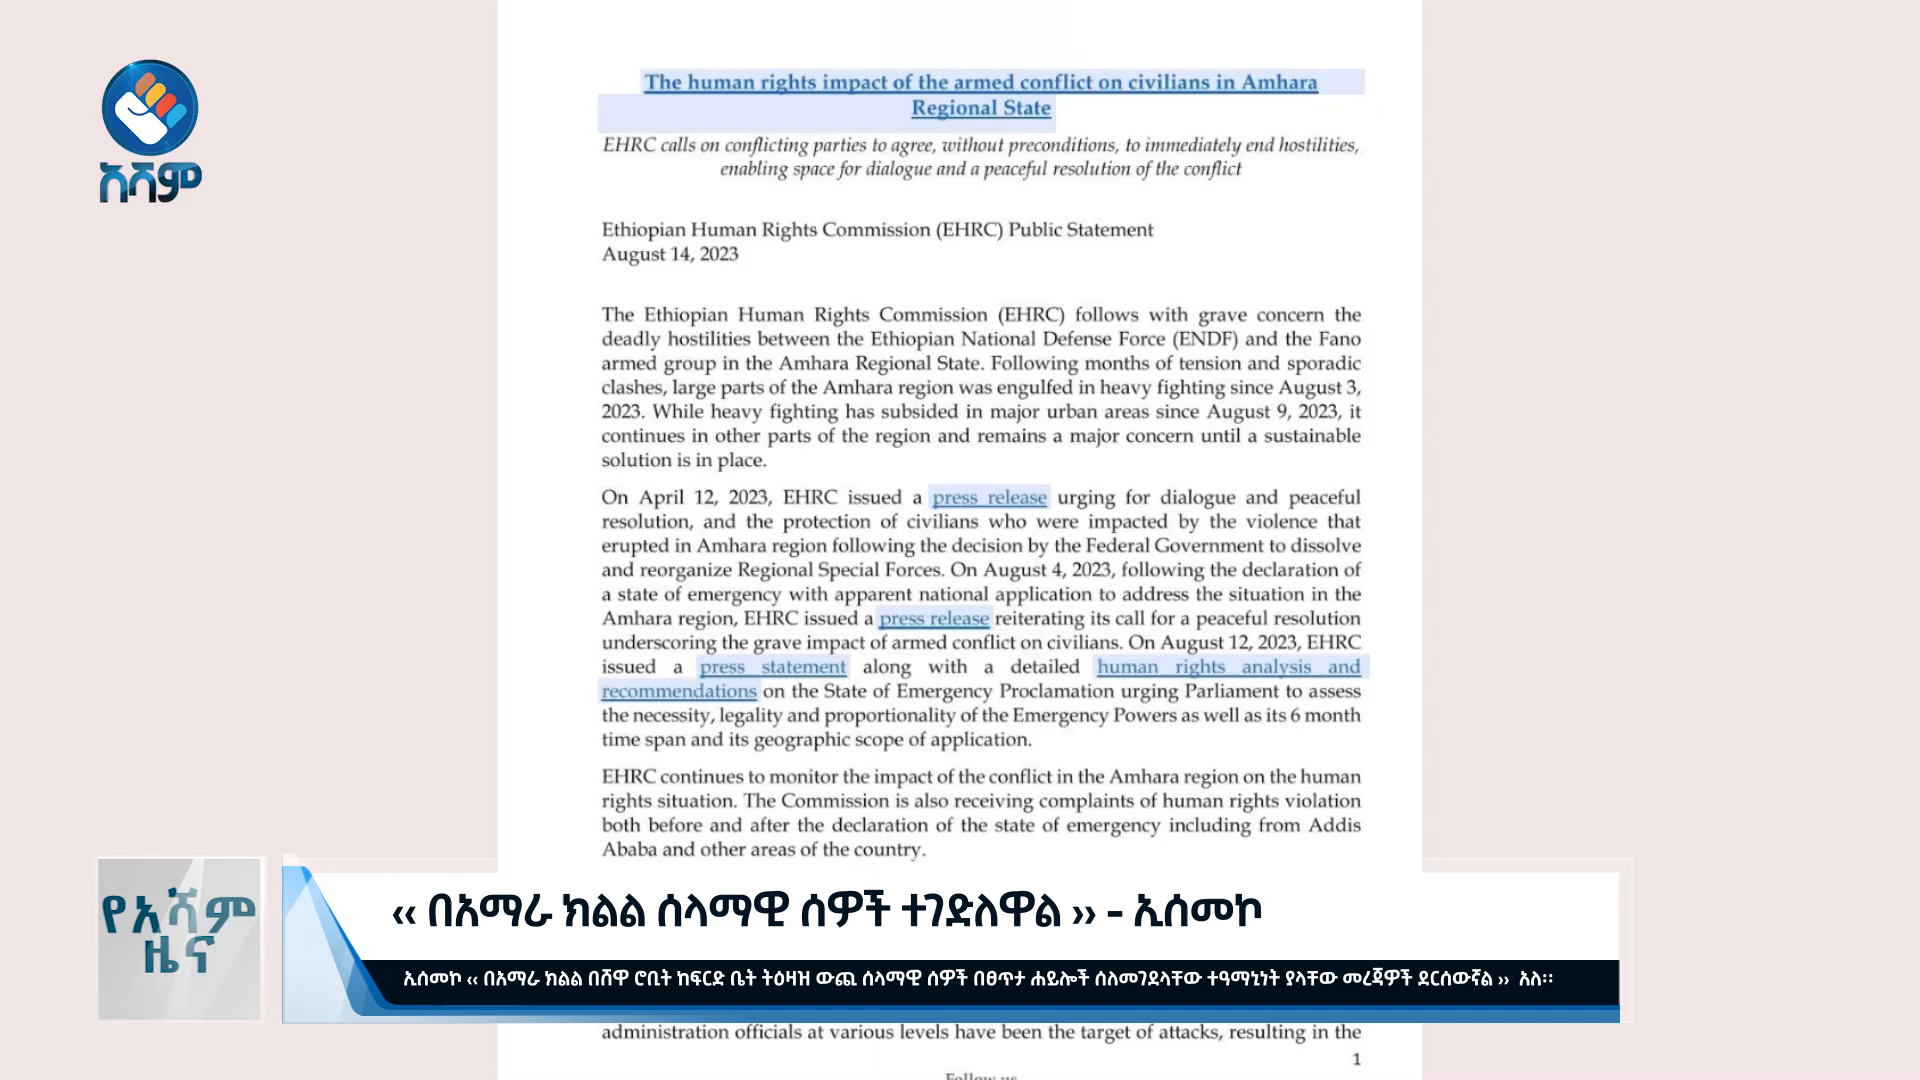 አሻም
The human rights impact of the armed conflict on civilians in Amhara
Regional State
EHRC calls on conflicting parties to agree, without preconditions, to immediately end hostilities,
enabling space for dialogue and a peaceful resolution of the conflict
Ethiopian Human Rights Commission (EHRC) Public Statement
August 14, 2023
The Ethiopian Human Rights Commission (EHRC) follows with grave concern the
deadly hostilities between the Ethiopian National Defense Force (ENDF) and the Fano
armed group in the Amhara Regional State. Following months of tension and sporadic
clashes, large parts of the Amhara region was engulfed in heavy fighting since August 3,
2023. While heavy fighting has subsided in major urban areas since August 9, 2023, it
continues in other parts of the region and remains a major concern until a sustainable
solution is in place.
On April 12, 2023, EHRC issued a press release urging for dialogue and peaceful
resolution, and the protection of civilians who were impacted by the violence that
erupted in Amhara region following the decision by the Federal Government to dissolve
and reorganize Regional Special Forces. On August 4, 2023, following the declaration of
a state of emergency with apparent national application to address the situation in the
Amhara region, EHRC issued a press release reiterating its call for a peaceful resolution
underscoring the grave impact of armed conflict on civilians. On August 12, 2023, EHRC
issued a press statement along with a detailed human rights analysis and
recommendations on the State of Emergency Proclamation urging Parliament to assess
the necessity, legality and proportionality of the Emergency Powers as well as its 6 month
time span and its geographic scope of application.
EHRC continues to monitor the impact of the conflict in the Amhara region on the human
rights situation. The Commission is also receiving complaints of human rights violation
both before and after the declaration of the state of emergency including from Addis
Ababa and other areas of the country.
የአሻም
ዜና
‹‹ በአማራ ክልል ሰላማዊ ሰዎች ተገድለዋል ›› - ኢሰመኮ
ኢሰመኮ ‹‹ በአማራ ክልል በሸዋ ሮቢት ከፍርድ ቤት ትዕዛዝ ውጪ ሰላማዊ ሰዎች በፀጥታ ሐይሎች ስለመገደላቸው ተዓማኒነት ያላቸው መረጃዎች ደርሰውኛል ›› አለ፡፡
administration officials at various levels have been the target of attacks, resulting in the
1
Follow us